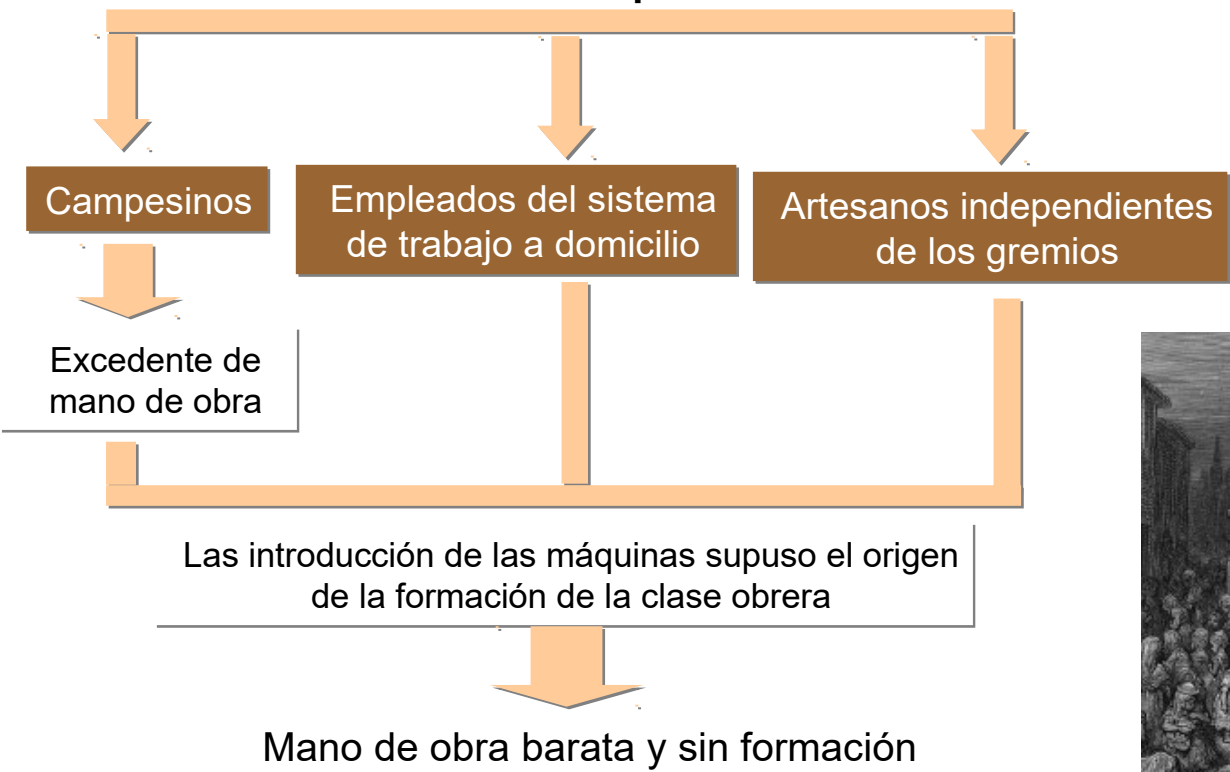 Campesinos
Empleados del sistema
de trabajo a domicilio
Artesanos independientes
de los gremios
Excedente de
mano de obra
Las introducción de las máquinas supuso el origen
de la formación de la clase obrera
Mano de obra barata y sin formación